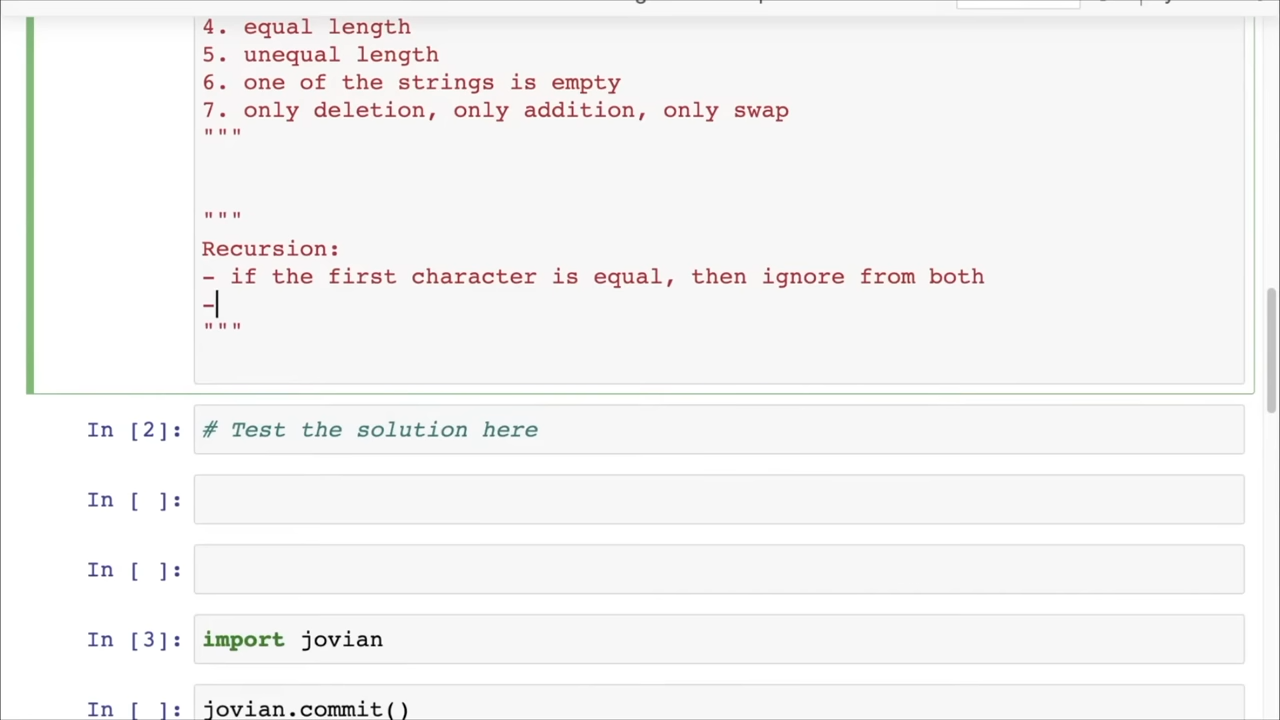 4. equal length
5. unequal length
6. one of the strings is empty
7. only deletion, only addition, only swap
"""
"""
Recursion:
- if the first character is equal, then ignore from both
-
"""
In [2]: # Test the solution here
In [ ]:
In [ ]:
In [3]: import jovian
In [ ]: jovian.commit()